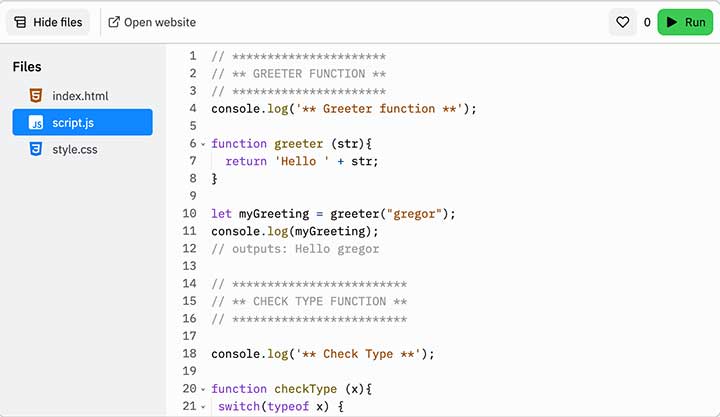 Hide files
Open website
0
Run
Files
index.html
JS script.js
style.css
1 // **********************
2 // ** GREETER FUNCTION **
3 // **********************
4 console.log('** Greeter function **');
5
6 function greeter (str){
7 return 'Hello ' + str;
8 }
9
10 let myGreeting = greeter("gregor");
11 console.log(myGreeting);
12 // outputs: Hello gregor
13
14 // *************************
15 // ** CHECK TYPE FUNCTION **
16 // *************************
17
18 console.log('** Check Type **');
19
20 function checkType (x){
21 switch(typeof x) {